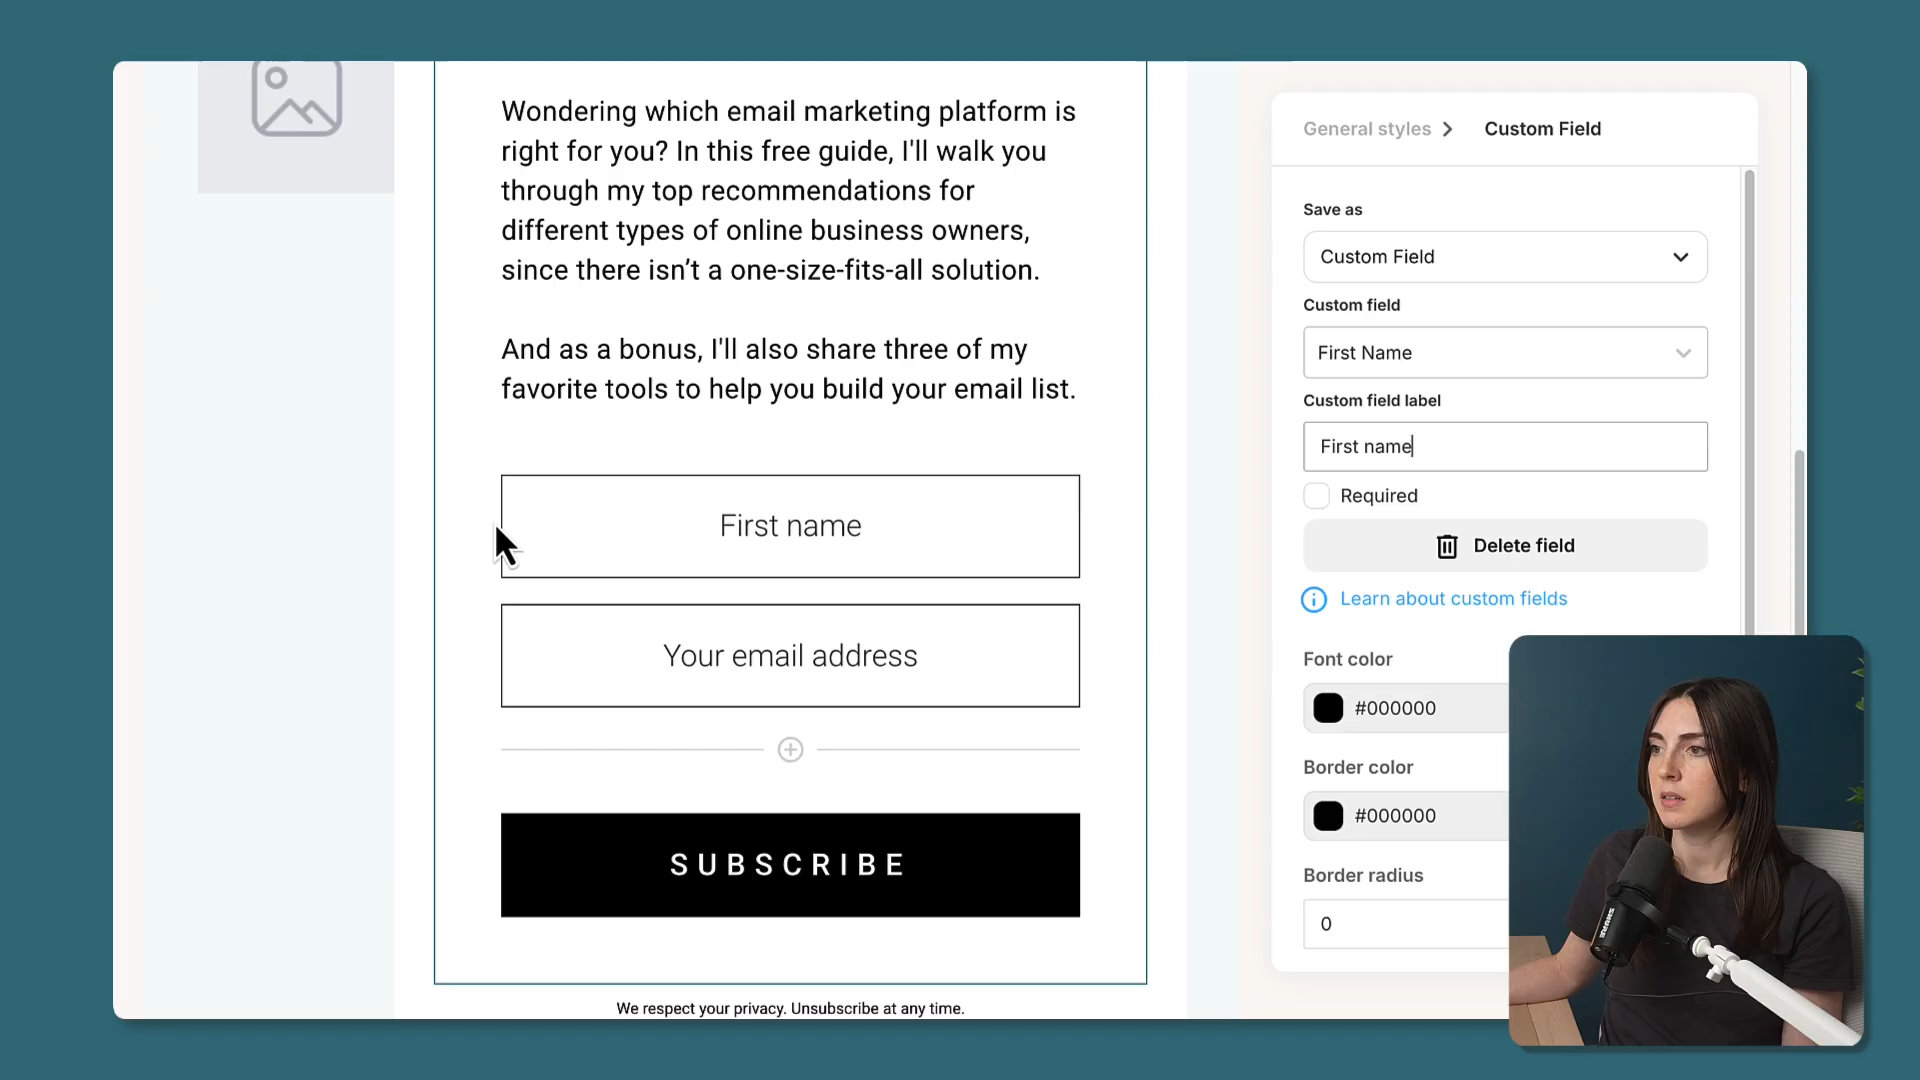 Wondering which email marketing platform is
right for you? In this free guide, I'll walk you
through my top recommendations for
different types of online business owners,
since there isn’t a one-size-fits-all solution.
And as a bonus, I'll also share three of my
favorite tools to help you build your email list.
First name
Your email address
SUBSCRIBE
We respect your privacy. Unsubscribe at any time.
General styles
Custom Field
Save as
Custom Field
Custom field
First Name
Custom field label
First name
Required
Delete field
Learn about custom fields
Font color
#000000
Border color
#000000
Border radius
0